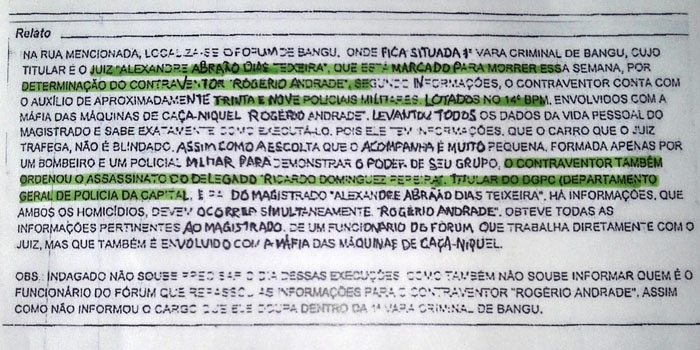 Relato
NA RUA MENCIONADA, LOCALIZA-SE O FORUM DE BANGU, ONDE FICA SITUADA 1ª VARA CRIMINAL DE BANGU, CUJO
TITULAR É O JUIZ "ALEXANDRE ABRAÃO DIAS TEIXEIRA", QUE ESTÁ MARCADO PARA MORRER ESSA SEMANA, POR
DETERMINAÇÃO DO CONTRAVENTOR "ROGÉRIO ANDRADE", SEGUNDO INFORMAÇÕES, O CONTRAVENTOR CONTA COM
O AUXÍLIO DE APROXIMADAMENTE TRINTA E NOVE POLICIAIS MILITARES, LOTADOS NO 14º BPM, ENVOLVIDOS COM A
MÁFIA DAS MÁQUINAS DE CAÇA-NIQUEL. ROGÉRIO ANDRADE". LEVANTOU TODOS OS DADOS DA VIDA PESSOAL DO
MAGISTRADO E SABE EXATAMENTE COMO EXECUTÁ-LO, POIS ELE TEM INFORMAÇÕES, QUE O CARRO QUE O JUIZ
TRAFEGA, NÃO É BLINDADO, ASSIM COMO A ESCOLTA QUE O ACOMPANHA É MUITO PEQUENA, FORMADA APENAS POR
UM BOMBEIRO E UM POLICIAL MILITAR PARA DEMONSTRAR O PODER DE SEU GRUPO, O CONTRAVENTOR TAMBÉM
ORDENOU O ASSASSINATO DO DELEGADO "RICARDO DOMINGUEZ PEREIRA", TITULAR DO DGPC (DEPARTAMENTO
GERAL DE POLÍCIA DA CAPITAL, E DO MAGISTRADO "ALEXANDRE ABRAÃO DIAS TEIXEIRA". HÁ INFORMAÇÕES, QUE
AMBOS OS HOMICÍDIOS, DEVEM OCORRER SIMULTANEAMENTE. "ROGÉRIO ANDRADE". OBTEVE TODAS AS
INFORMAÇÕES PERTINENTES AO MAGISTRADO. DE UM FUNCIONÁRIO DO FÓRUM QUE TRABALHA DIRETAMENTE COM O
JUIZ, MAS QUE TAMBÉM É ENVOLVIDO COM A MÁFIA DAS MÁQUINAS DE CAÇA-NIQUEL.
OBS. INDAGADO NÃO SOUBE PRECISAR O DIA DESSAS EXECUÇÕES, COMO TAMBÉM NÃO SOUBE INFORMAR QUEM É O
FUNCIONÁRIO DO FÓRUM QUE REPASSOU AS INFORMAÇÕES PARA O CONTRAVENTOR "ROGÉRIO ANDRADE", ASSIM
COMO NÃO INFORMOU O CARGO QUE ELE OCUPA DENTRO DA 1ª VARA CRIMINAL DE BANGU.